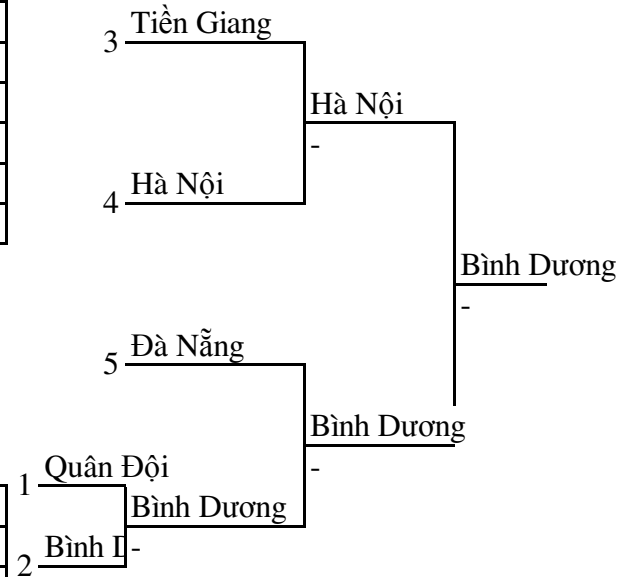 Tiền Giang
3
Hà Nội
-
Hà Nội
4
Bình Dương
-
Đà Nẵng
5
Bình Dương
-
Quân Đội
1
Bình Dương
-
Bình
2